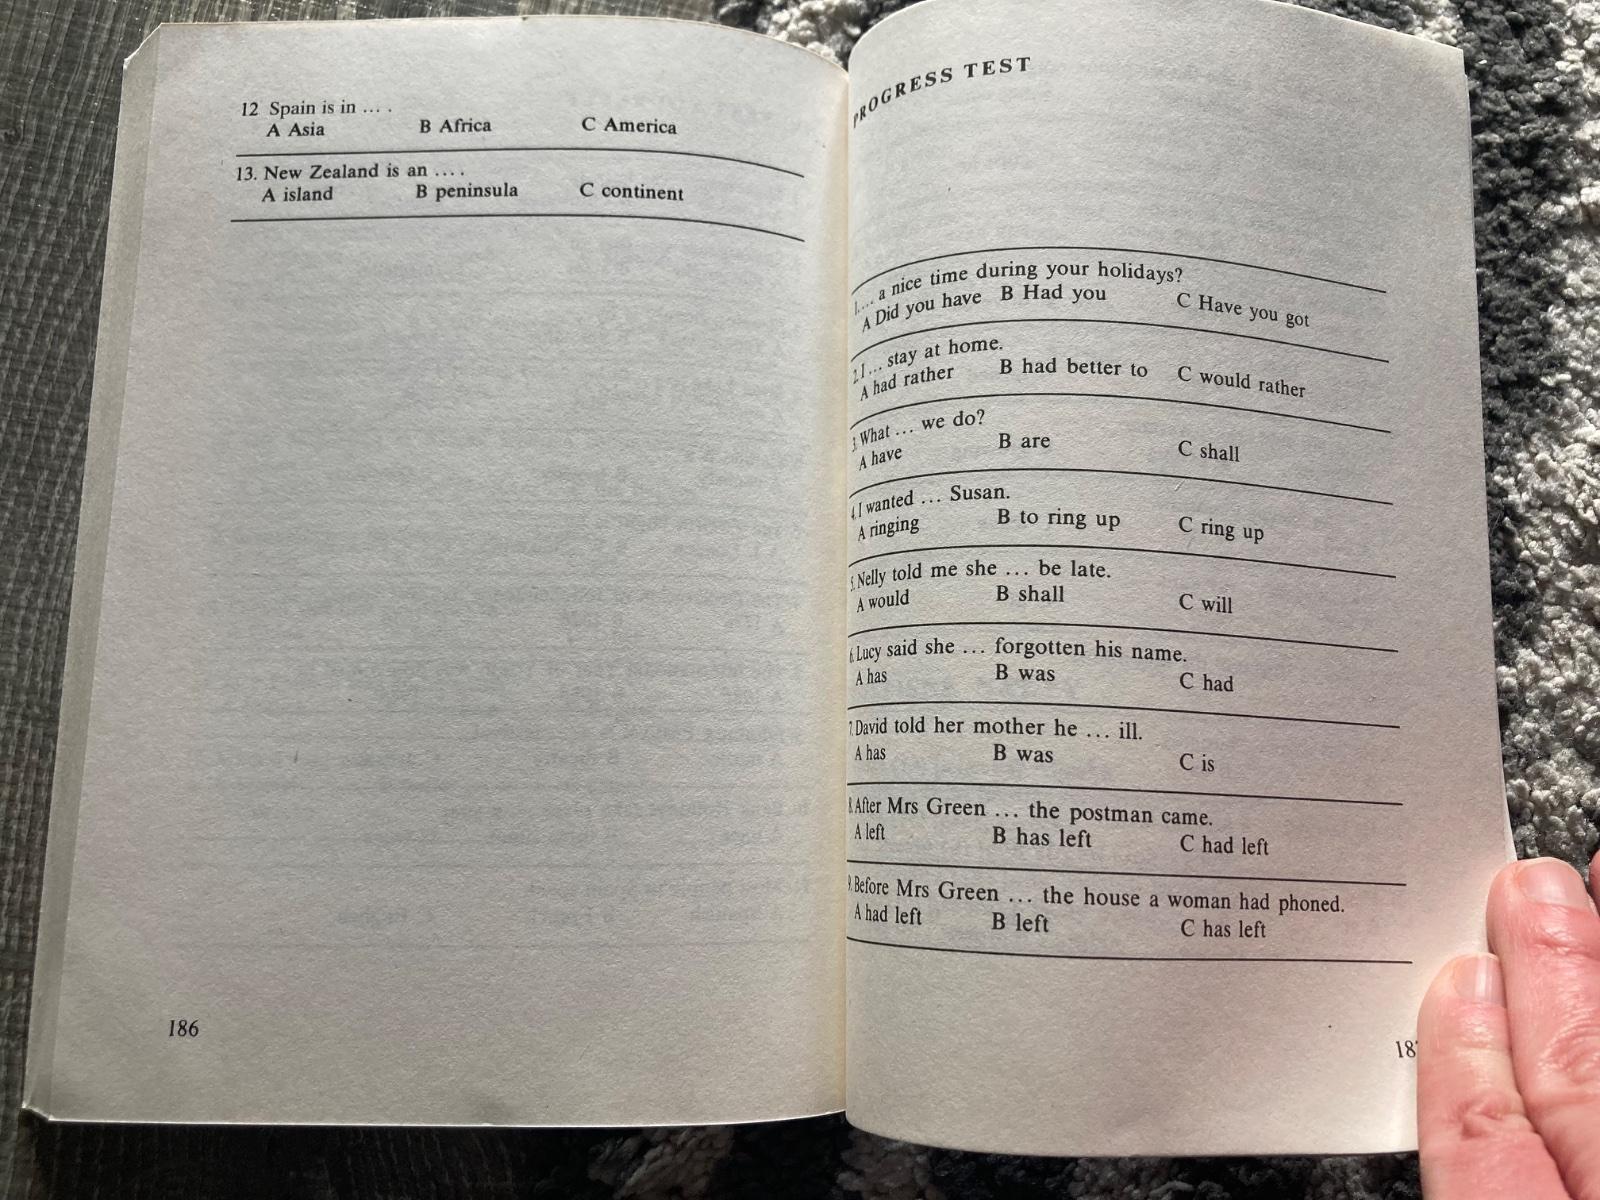 12 Spain is in ... .
A Asia B Africa C America
13. New Zealand is an ... .
A island B peninsula C continent
186
PROGRESS TEST
1.... a nice time during your holidays?
A Did you have B Had you C Have you got
2. I ... stay at home.
A had rather B had better to C would rather
3. What ... we do?
A have B are C shall
4. I wanted ... Susan.
A ringing B to ring up C ring up
5. Nelly told me she ... be late.
A would B shall C will
6. Lucy said she ... forgotten his name.
A has B was C had
7. David told her mother he ... ill.
A has B was C is
8. After Mrs Green ... the postman came.
A left B has left C had left
9. Before Mrs Green ... the house a woman had phoned.
A had left B left C has left